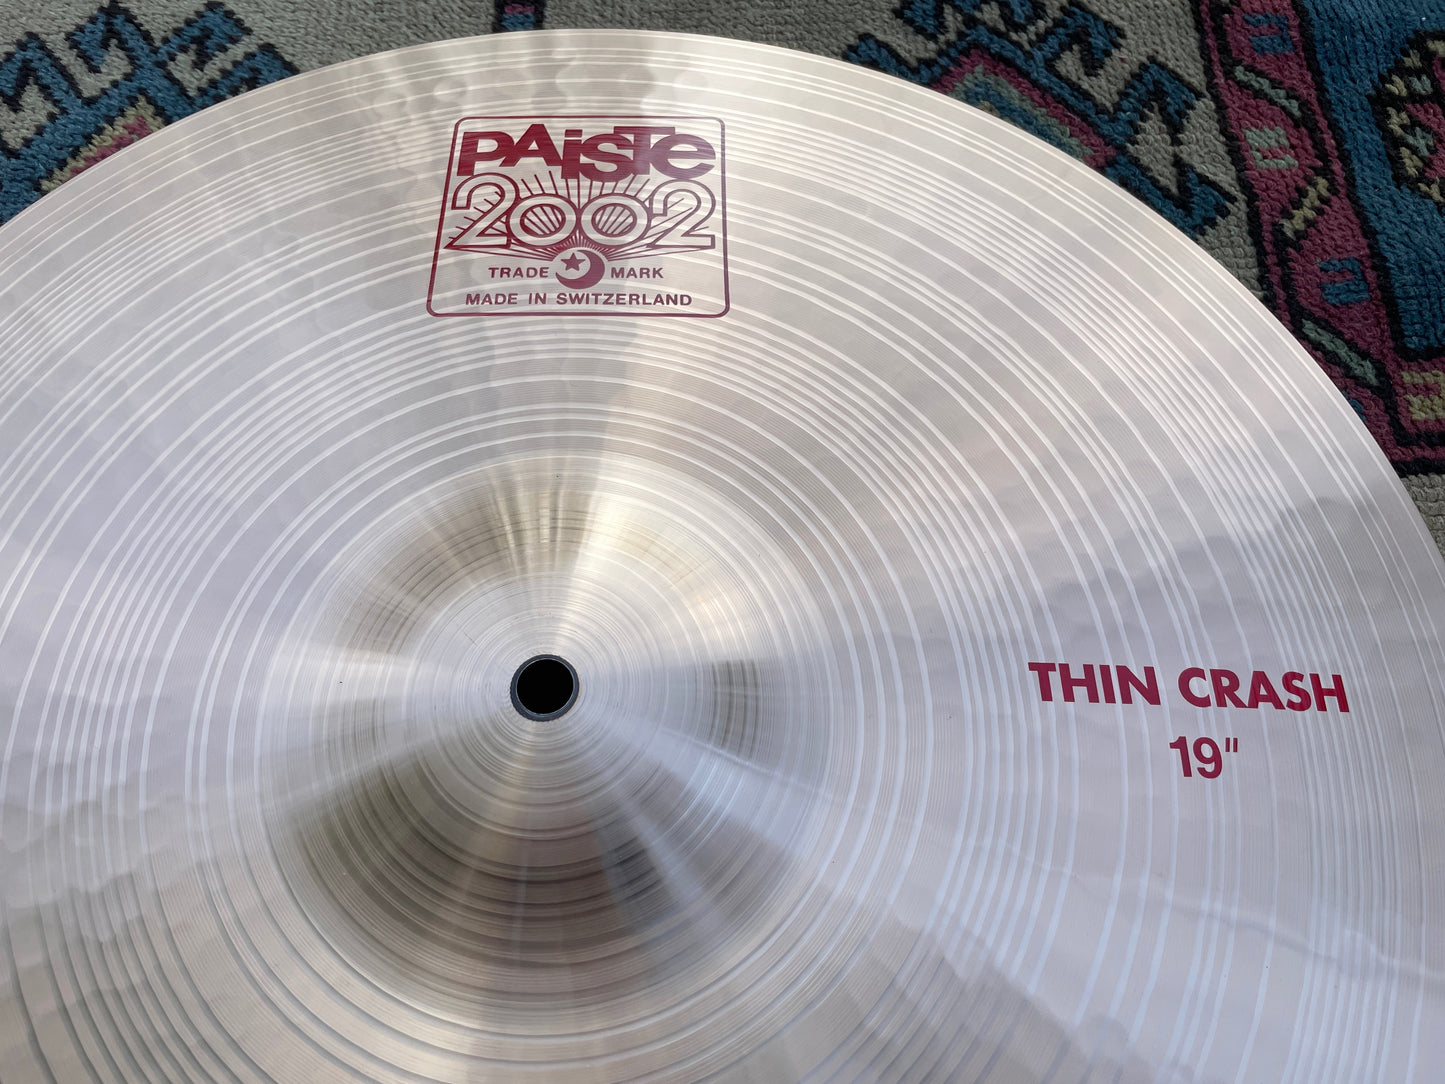 PAiSTe
2002
TRADE MARK
MADE IN SWITZERLAND
THIN CRASH
19"